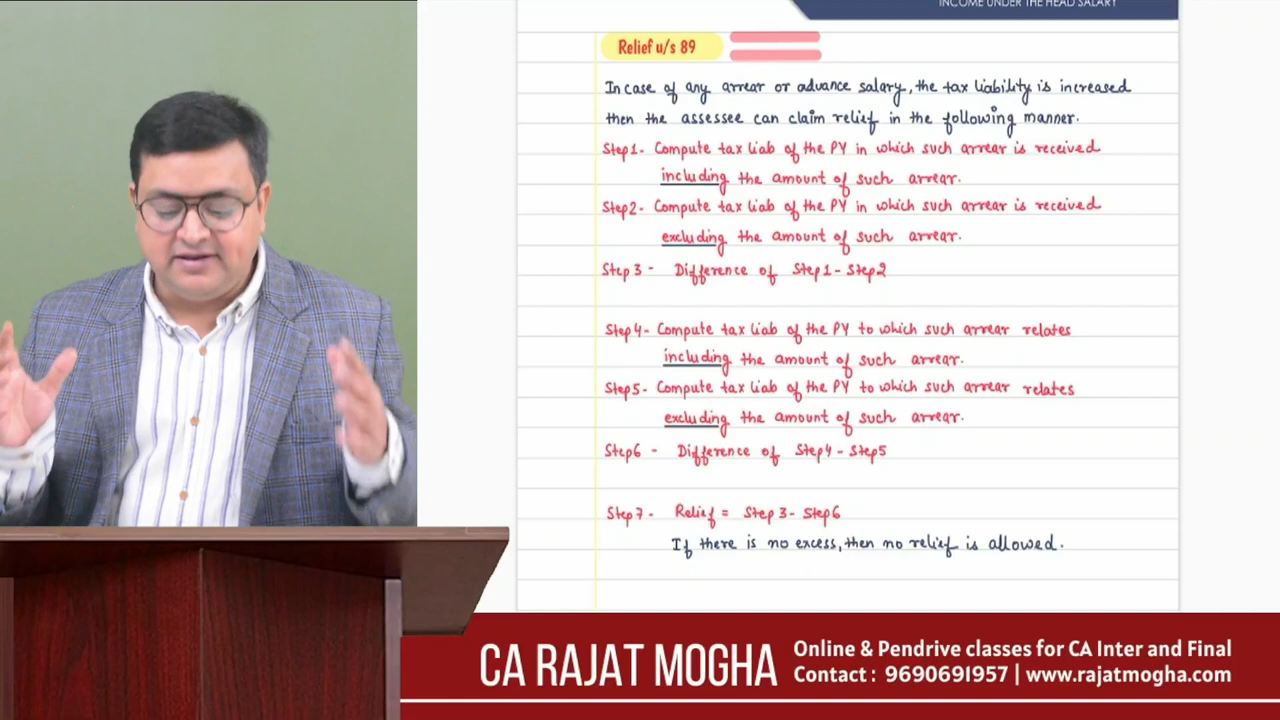 INCOME UNDER THE HEAD SALARY
Relief u/s 89
In case of any arrear or advance salary, the tax liability is increased
then the assessee can claim relief in the following manner.
Step1- Compute tax liab of the PY in which such arrear is received
including the amount of such arrear.
Step2- Compute tax liab of the PY in which such arrear is received
excluding the amount of such arrear.
Step 3 - Difference of Step1 - Step2
Step4- Compute tax liab of the PY to which such arrear relates
including the amount of such arrear.
Step5- Compute tax liab of the PY to which such arrear relates
excluding the amount of such arrear.
Step6 - Difference of Step4 - Step5
Step7 - Relief = Step 3 - Step6
If there is no excess, then no relief is allowed.
CA RAJAT MOGHA
Online & Pendrive classes for CA Inter and Final
Contact : 9690691957 | www.rajatmogha.com